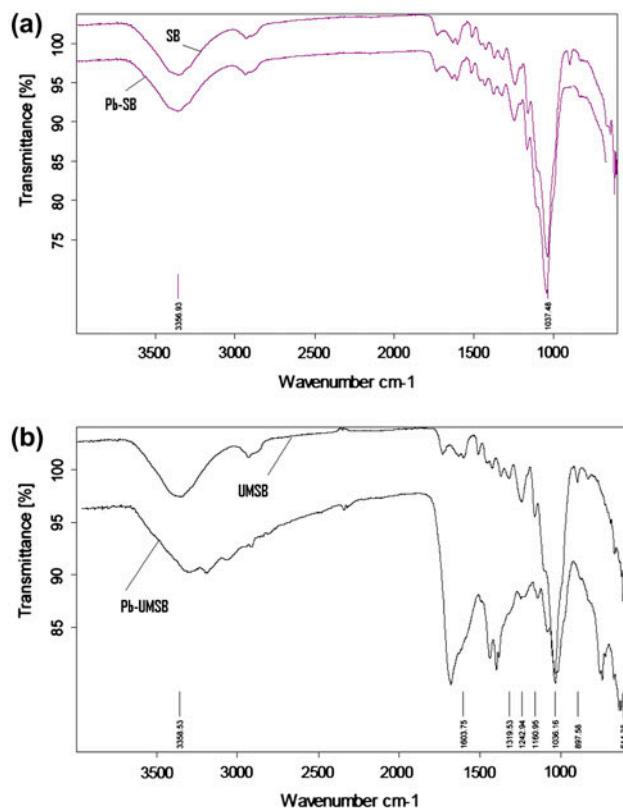 (a)
SB
Pb-SB
Transmittance [%]
100
95
90
85
80
75
3356.93
1037.48
3500 3000 2500 2000 1500 1000
Wavenumber cm-1
(b)
UMSB
Pb-UMSB
Transmittance [%]
100
95
90
85
3358.53
1603.75
1319.53
1242.94
1160.95
1036.16
897.58
3500 3000 2500 2000 1500 1000
Wavenumber cm-1